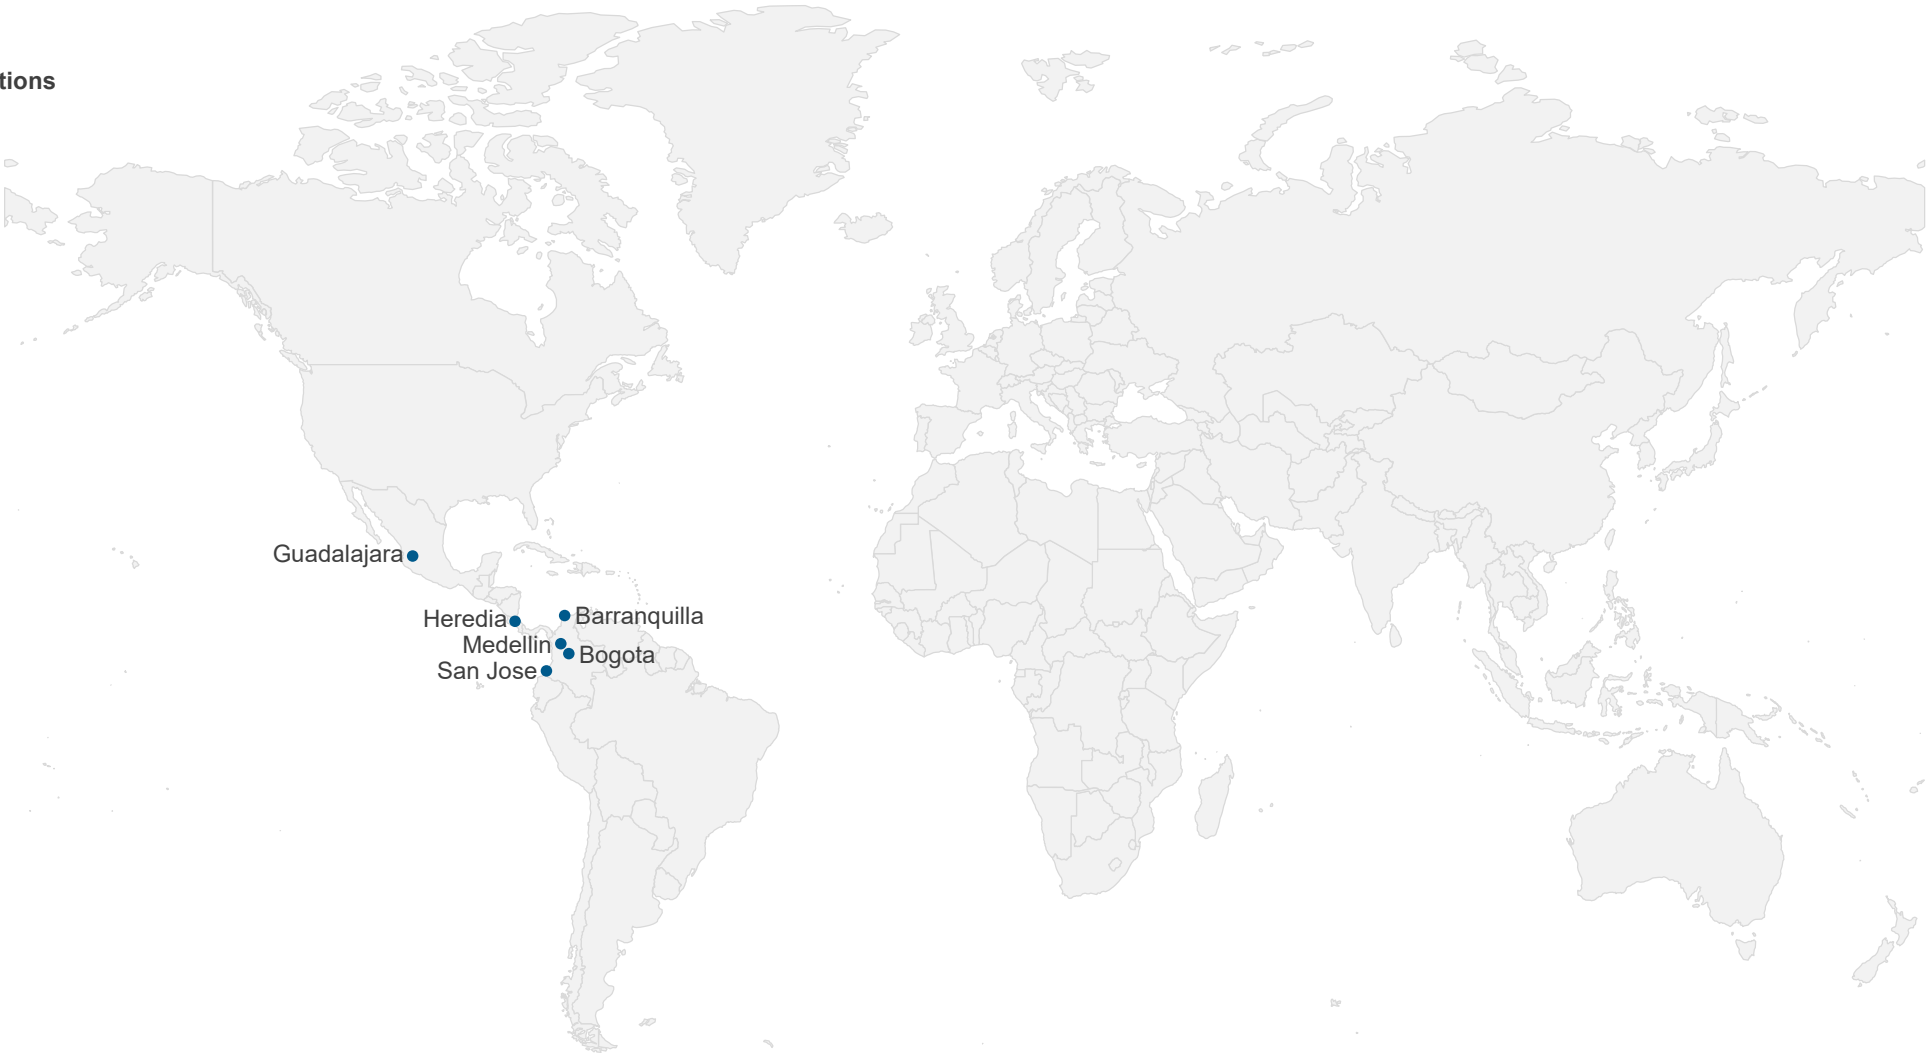 tions
Guadalajara
Heredia
Barranquilla
Medellin
Bogota
San Jose